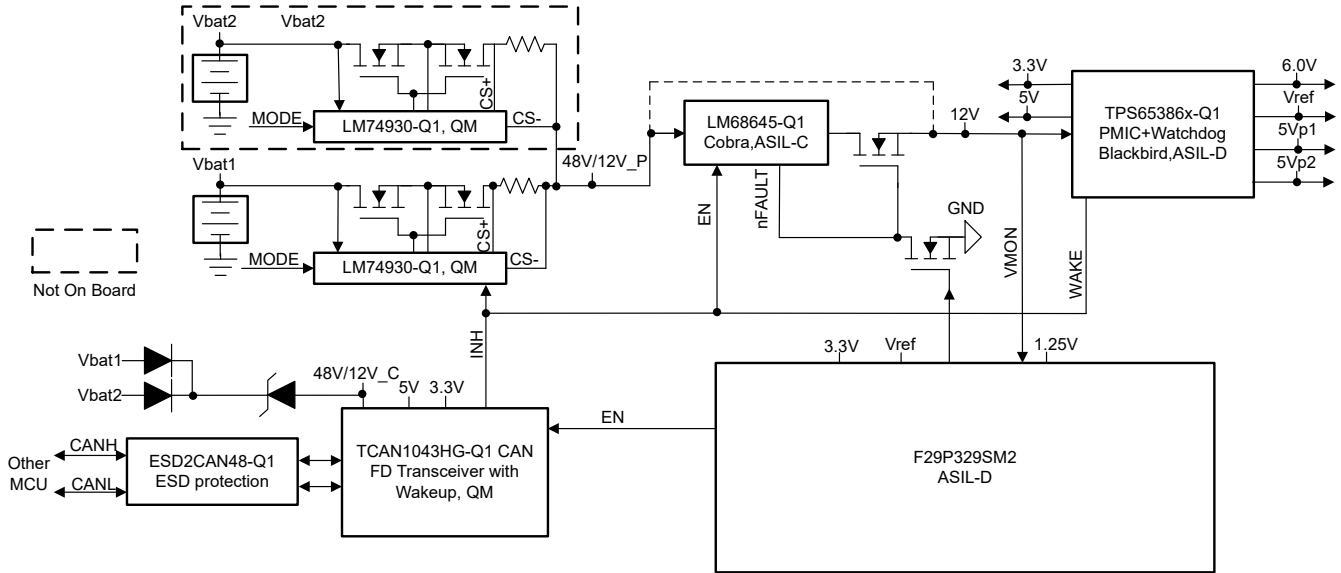 Vbat2
Vbat2
CS+
MODE
LM74930-Q1, QM
CS-
Vbat1
48V/12V_P
CS+
MODE
LM74930-Q1, QM
CS-
Not On Board
LM68645-Q1
Cobra,ASIL-C
EN
nFAULT
12V
GND
VMON
WAKE
3.3V
5V
TPS65386x-Q1
PMIC+Watchdog
Blackbird,ASIL-D
6.0V
Vref
5Vp1
5Vp2
INH
Vbat1
Vbat2
48V/12V_C
5V
3.3V
3.3V
Vref
1.25V
EN
CANH
Other
MCU
CANL
ESD2CAN48-Q1
ESD protection
TCAN1043HG-Q1 CAN
FD Transceiver with
Wakeup, QM
F29P329SM2
ASIL-D